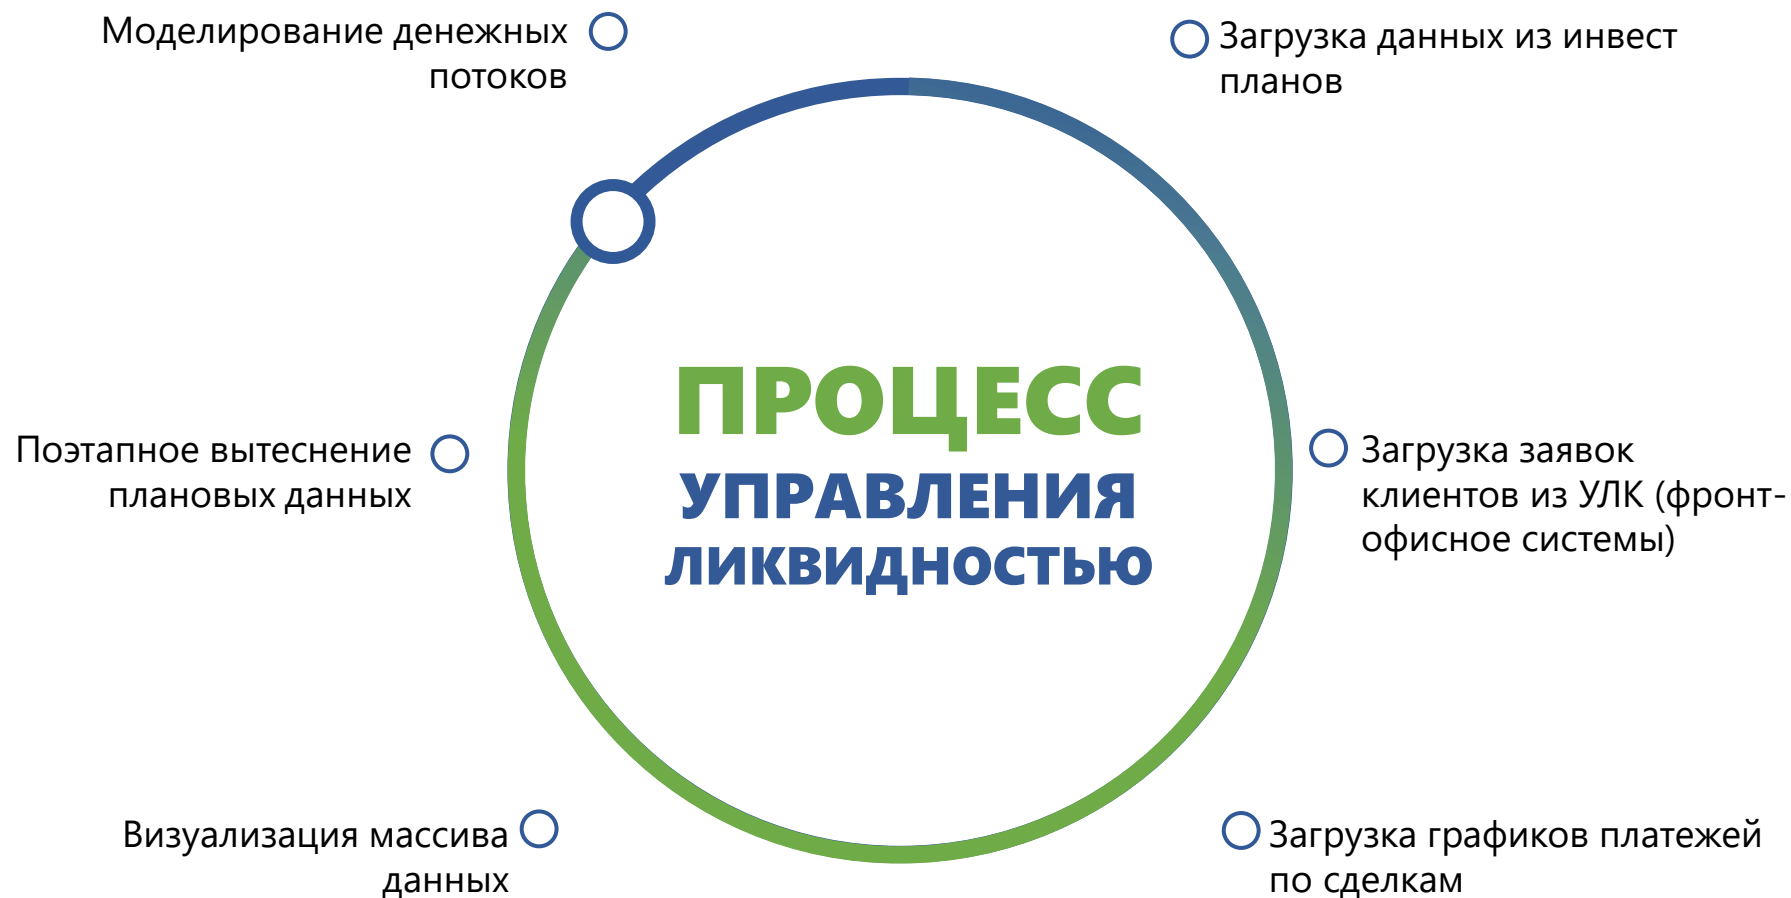 Моделирование денежных
потоков
Загрузка данных из инвест
планов
ПРОЦЕСС
УПРАВЛЕНИЯ
ЛИКВИДНОСТЬЮ
Поэтапное вытеснение
плановых данных
Загрузка заявок
клиентов из УЛК (фронт-
офисное системы)
Визуализация массива
данных
Загрузка графиков платежей
по сделкам